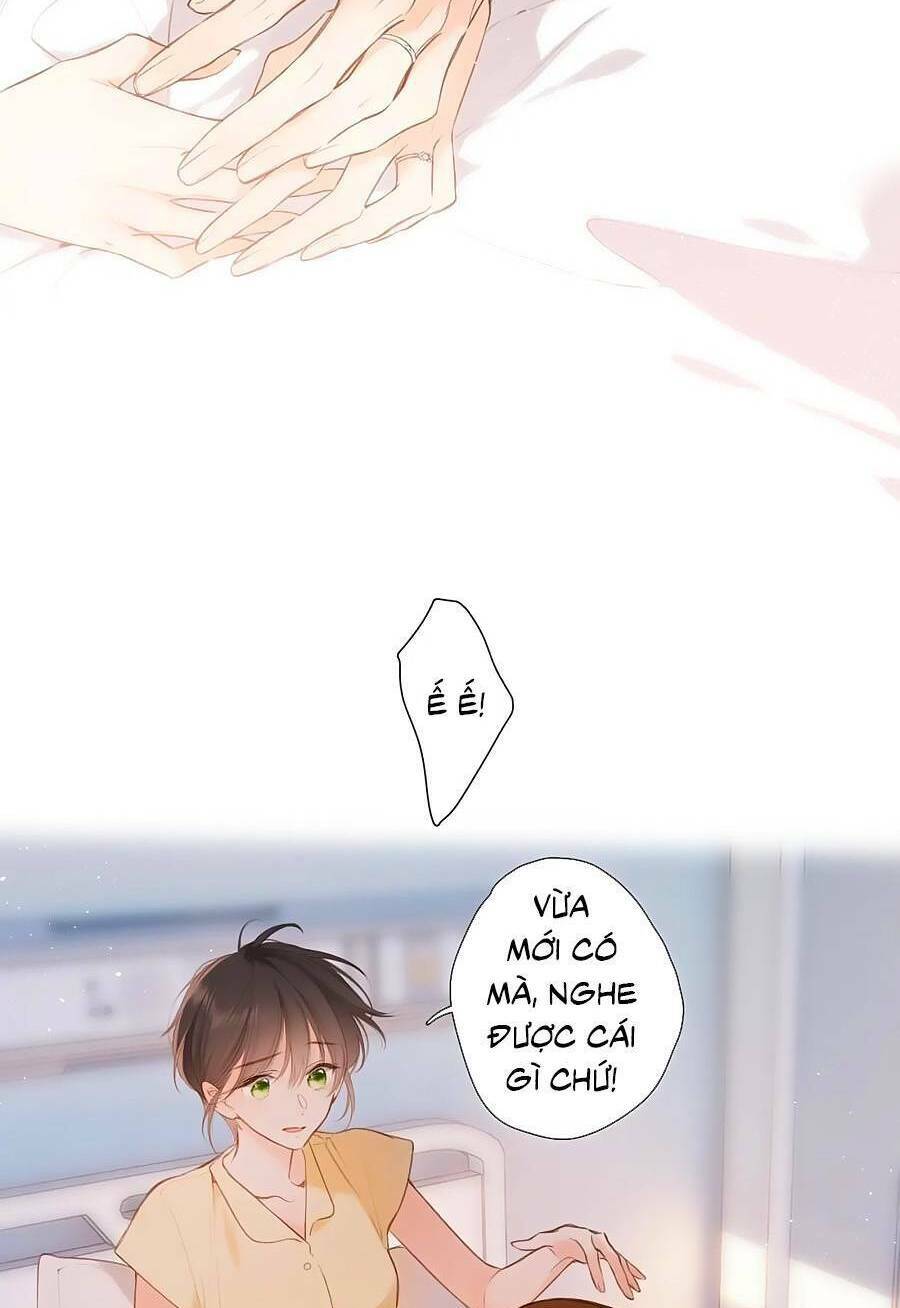 Ế Ế!
VỪA
MỚI CÓ
MÀ, NGHE
ĐƯỢC CÁI
GÌ CHỨ!